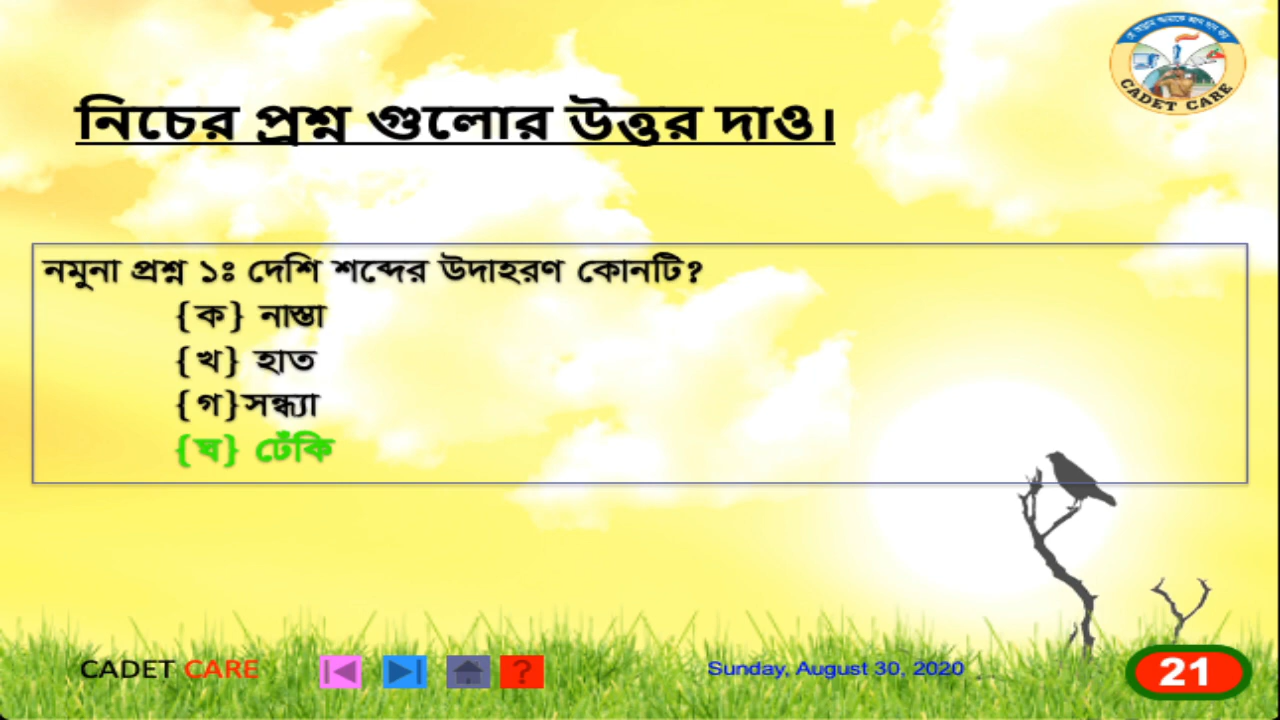 নিচের প্রশ্ন গুলোর উত্তর দাও।
নমুনা প্রশ্ন ১ঃ দেশি শব্দের উদাহরণ কোনটি?
{ক} নাস্তা
{খ} হাত
{গ}সন্ধ্যা
{ঘ} ঢেঁকি
CADET CARE
CADET CARE
?
Sunday, August 30, 2020
21